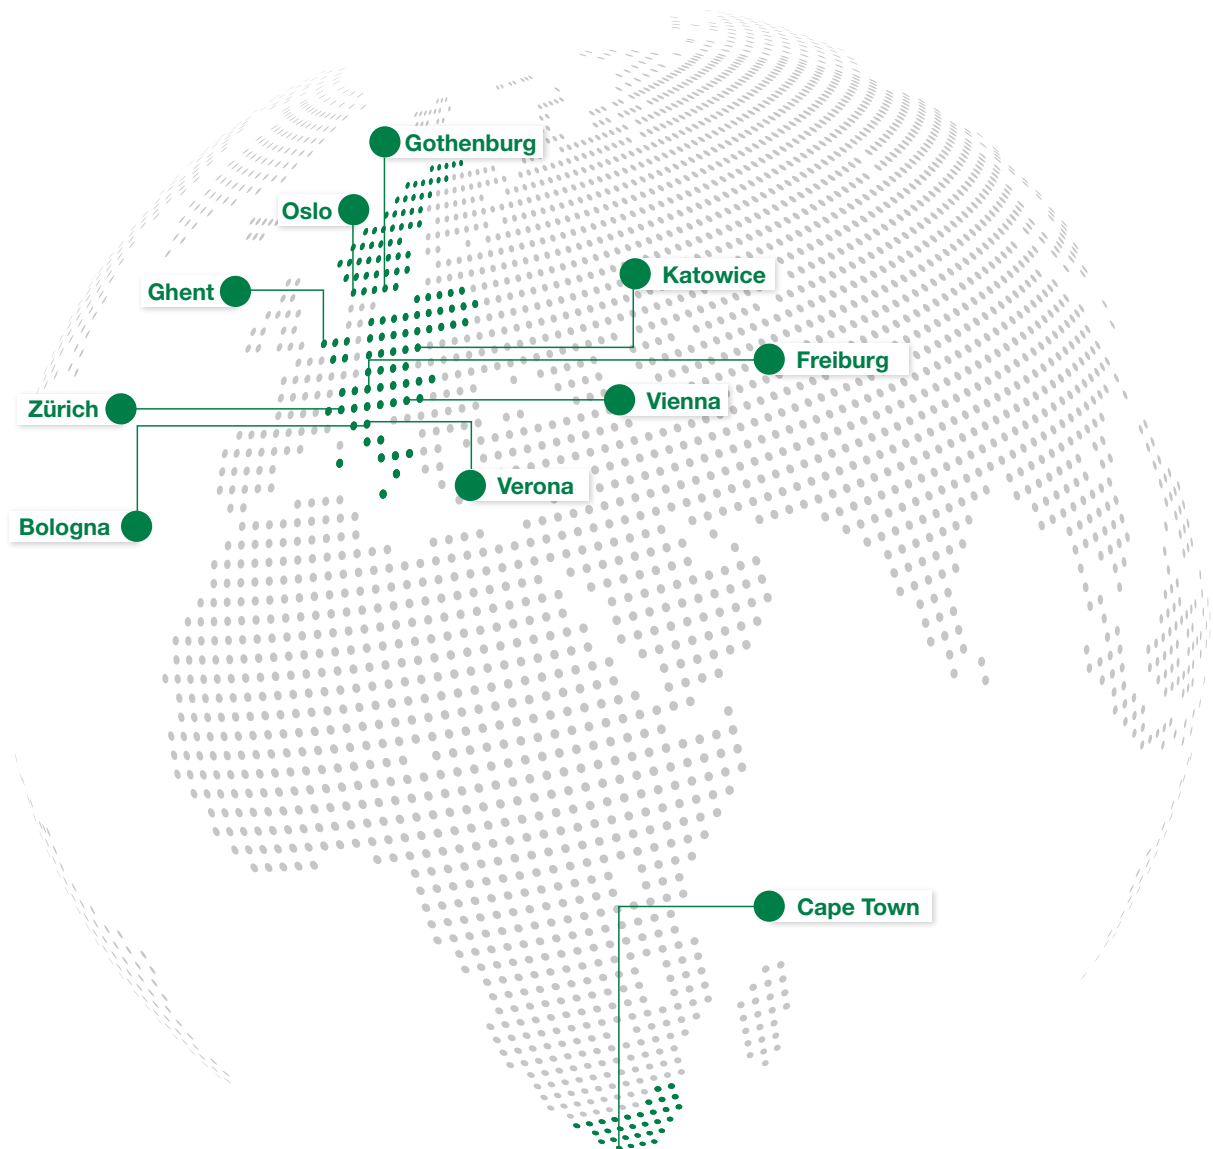 Gothenburg
Oslo
Katowice
Ghent
Freiburg
Zürich
Vienna
Verona
Bologna
Cape Town